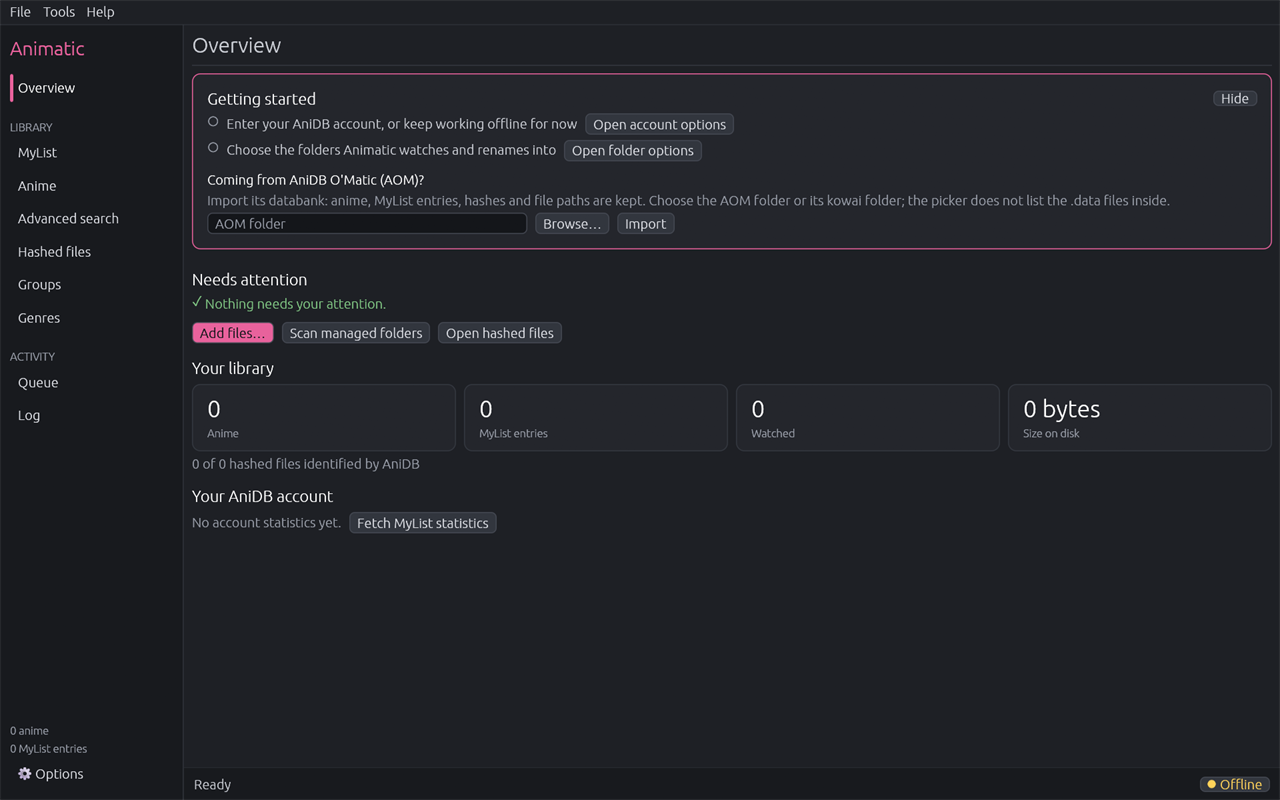 File Tools Help
Animatic
Overview
LIBRARY
MyList
Anime
Advanced search
Hashed files
Groups
Genres
ACTIVITY
Queue
Log
0 anime
0 MyList entries
Options
Overview
Getting started
Hide
Enter your AniDB account, or keep working offline for now Open account options
Choose the folders Animatic watches and renames into Open folder options
Coming from AniDB O'Matic (AOM)?
Import its databank: anime, MyList entries, hashes and file paths are kept. Choose the AOM folder or its kowai folder; the picker does not list the .data files inside.
AOM folder Browse… Import
Needs attention
✓ Nothing needs your attention.
Add files… Scan managed folders Open hashed files
Your library
0
Anime
0
MyList entries
0
Watched
0 bytes
Size on disk
0 of 0 hashed files identified by AniDB
Your AniDB account
No account statistics yet. Fetch MyList statistics
Ready
Offline